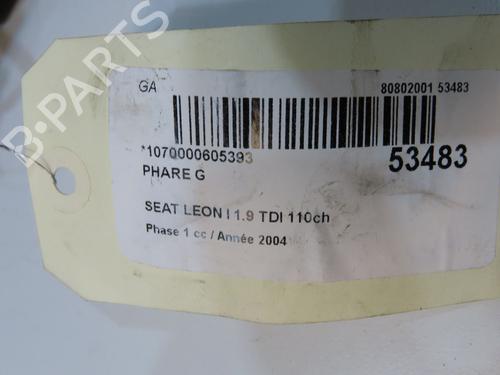 B-PARTS
GA
80802001 53483
*1070000605393
53483
PHARE G
SEAT LEON I 1.9 TDI 110ch
Phase 1 cc / Année 2004